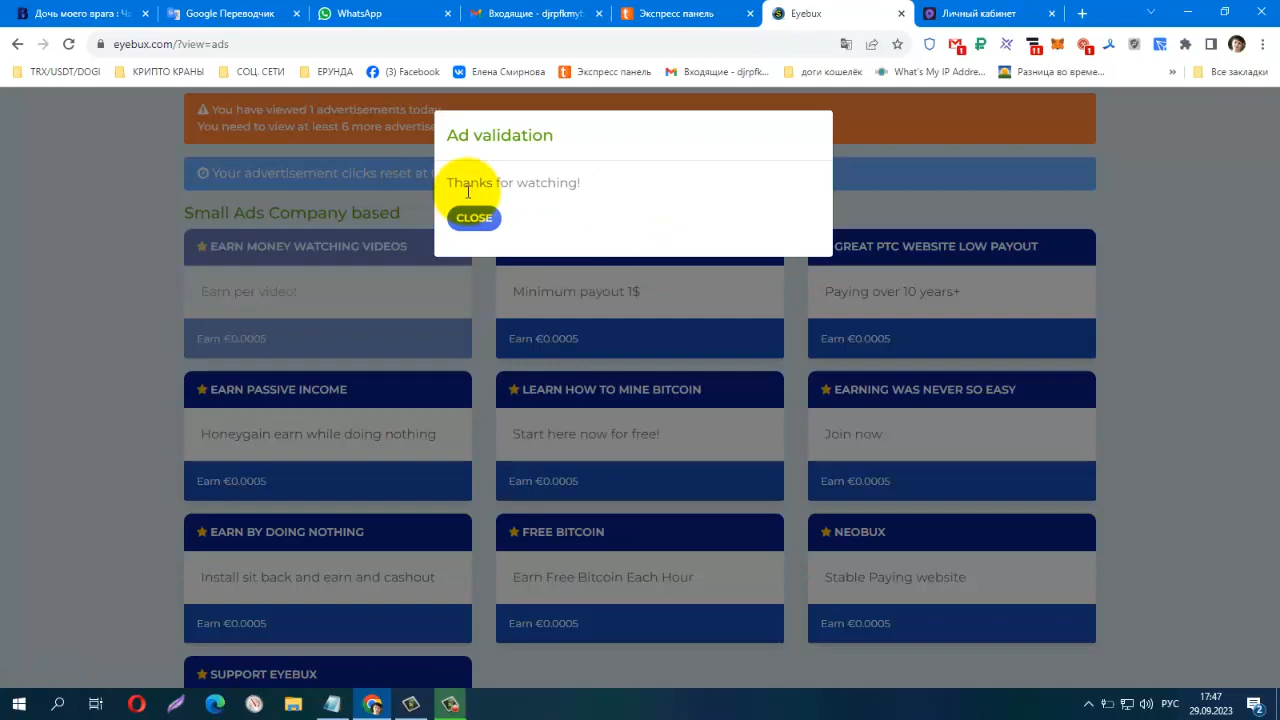 Дочь моего врага : Ча
Google Переводчик
WhatsApp
Входящие - djrpfkmyfb
Экспресс панель
Eyebux
Личный кабинет
eyebux.com/?view=ads
1
11
1
TRX/USDT/DOGI
КРИПТО КРАНЫ
СОЦ. СЕТИ
ЕРУНДА
(3) Facebook
Елена Смирнова
Экспресс панель
Входящие - djrpfk...
доги кошелёк
What's My IP Addre...
Разница во време...
»
Все закладки
You have viewed 1 advertisements today
You need to view at least 6 more advertise
Your advertisement clicks reset at
Ad validation
Thanks for watching!
CLOSE
Small Ads Company based
EARN MONEY WATCHING VIDEOS
GREAT PTC WEBSITE LOW PAYOUT
Earn per video!
Minimum payout 1$
Paying over 10 years+
Earn €0.0005
Earn €0.0005
Earn €0.0005
EARN PASSIVE INCOME
LEARN HOW TO MINE BITCOIN
EARNING WAS NEVER SO EASY
Honeygain earn while doing nothing
Start here now for free!
Join now
Earn €0.0005
Earn €0.0005
Earn €0.0005
EARN BY DOING NOTHING
FREE BITCOIN
NEOBUX
Install sit back and earn and cashout
Earn Free Bitcoin Each Hour
Stable Paying website
Earn €0.0005
Earn €0.0005
Earn €0.0005
SUPPORT EYEBUX
РУС
17:47
29.09.2023
2